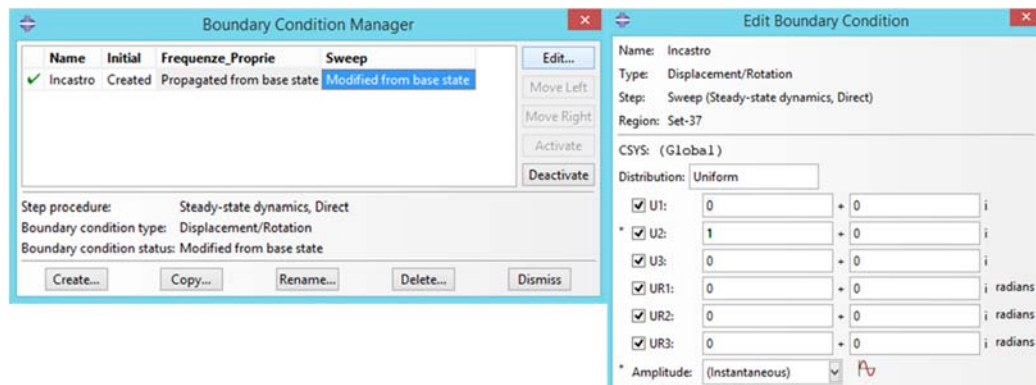 Boundary Condition Manager
Name Initial Frequenze_Proprie Sweep
Incastro Created Propagated from base state Modified from base state
Edit...
Move Left
Move Right
Activate
Deactivate
Step procedure: Steady-state dynamics, Direct
Boundary condition type: Displacement/Rotation
Boundary condition status: Modified from base state
Create... Copy... Rename... Delete... Dismiss
Edit Boundary Condition
Name: Incastro
Type: Displacement/Rotation
Step: Sweep (Steady-state dynamics, Direct)
Region: Set-37
CSYS: (Global)
Distribution: Uniform
U1: 0 + 0 i
* U2: 1 + 0 i
U3: 0 + 0 i
UR1: 0 + 0 i radians
UR2: 0 + 0 i radians
UR3: 0 + 0 i radians
* Amplitude: (Instantaneous)